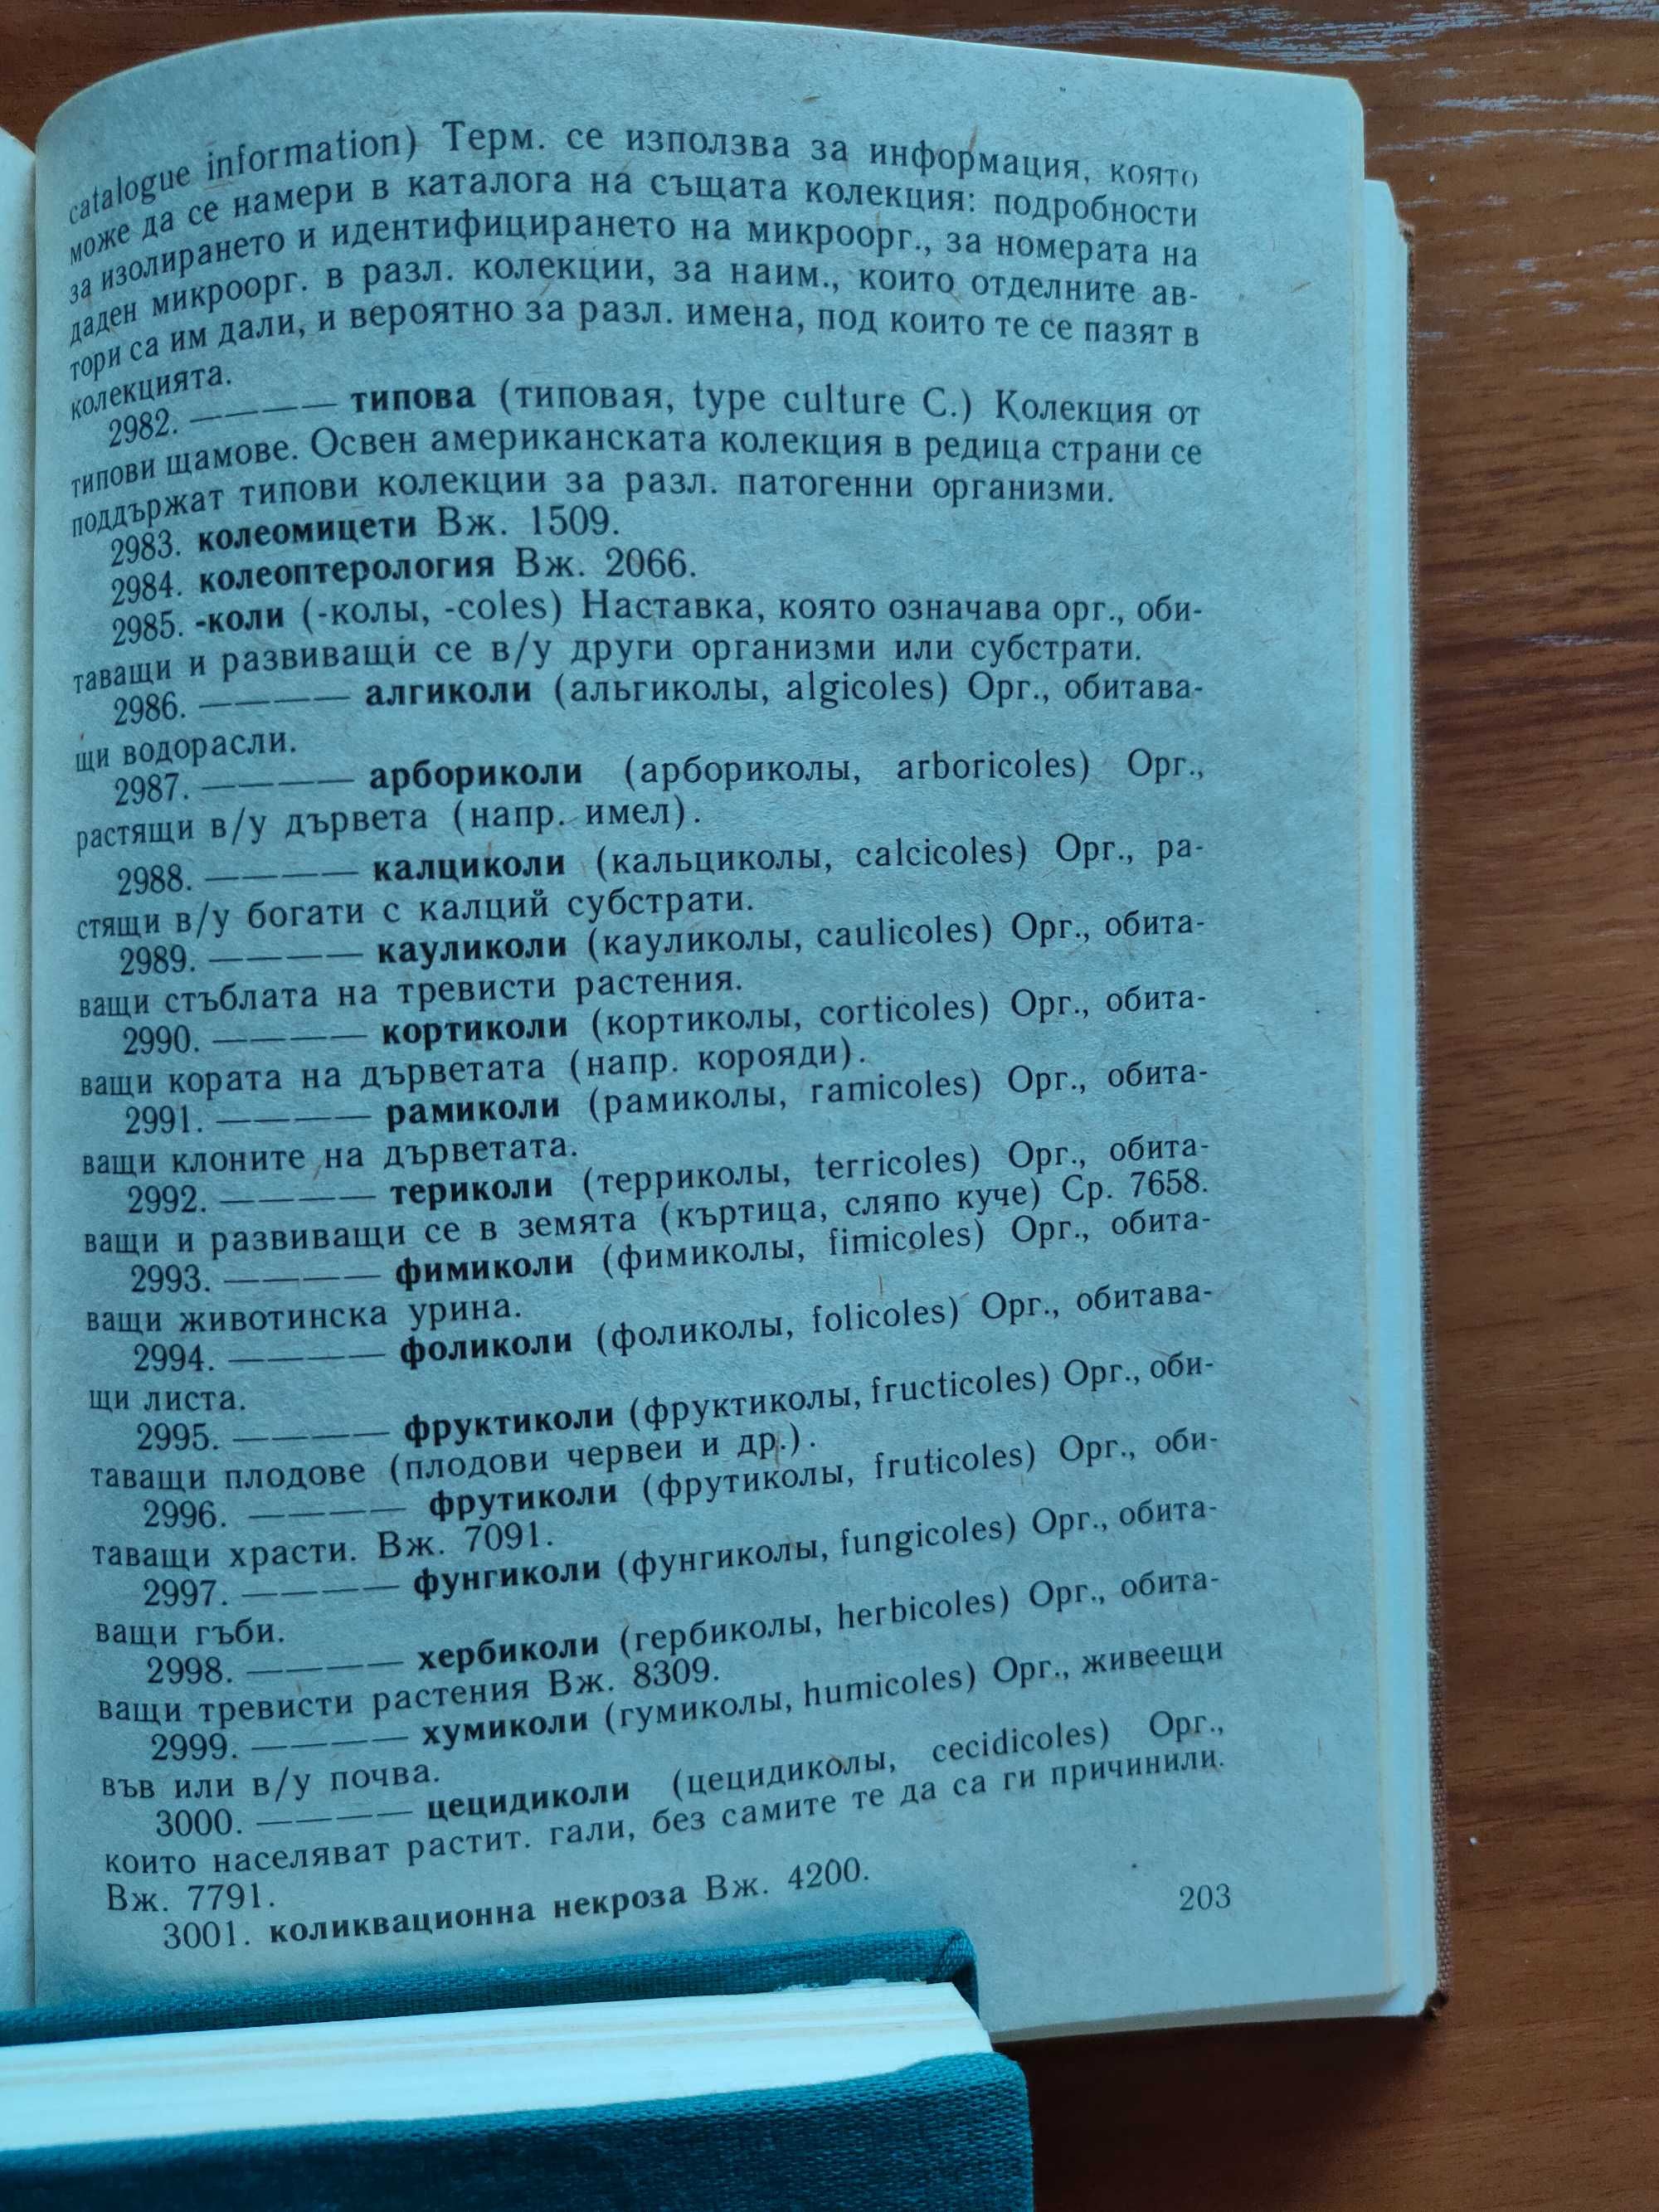 catalogue information) Терм. се използва за информация, която
може да се намери в каталога на същата колекция: подробности
за изолирането и идентифицирането на микроорг., за номерата на
даден микроорг. в разл. колекции, за наим., които отделните ав-
тори са им дали, и вероятно за разл. имена, под които те се пазят в
колекцията.
2982. ———— типова (типовая, type culture C.) Колекция от
типови щамове. Освен американската колекция в редица страни се
поддържат типови колекции за разл. патогенни организми.
2983. колеомицети Вж. 1509.
2984. колеоптерология Вж. 2066.
2985. -коли (-колы, -coles) Наставка, която означава орг., оби-
таващи и развиващи се в/у други организми или субстрати.
2986. ———— алгиколи (альгиколы, algicoles) Орг., обитава-
щи водорасли.
2987. ———— арбориколи (арбориколы, arboricoles) Орг.,
растящи в/у дървета (напр. имел).
2988. ———— калциколи (кальциколы, calcicoles) Орг., ра-
стящи в/у богати с калций субстрати.
2989. ———— кауликоли (кауликолы, caulicoles) Орг., обита-
ващи стъблата на тревисти растения.
2990. ———— кортиколи (кортиколы, corticoles) Орг., обита-
ващи кората на дърветата (напр. корояди).
2991. ———— рамиколи (рамиколы, ramicoles) Орг., обита-
ващи клоните на дърветата.
2992. ———— териколи (терриколы, terricoles) Орг., обита-
ващи и развиващи се в земята (къртица, сляпо куче) Ср. 7658.
2993. ———— фимиколи (фимиколы, fimicoles) Орг., обита-
ващи животинска урина.
2994. ———— фоликоли (фоликолы, folicoles) Орг., обитава-
щи листа.
2995. ———— фруктиколи (фруктиколы, fructicoles) Орг., оби-
таващи плодове (плодови червеи и др.).
2996. ———— фрутиколи (фрутиколы, fruticoles) Орг., оби-
таващи храсти. Вж. 7091.
2997. ———— фунгиколи (фунгиколы, fungicoles) Орг., обита-
ващи гъби.
2998. ———— хербиколи (гербиколы, herbicoles) Орг., обита-
ващи тревисти растения Вж. 8309.
2999. ———— хумиколи (гумиколы, humicoles) Орг., живеещи
във или в/у почва.
3000. ———— цецидиколи (цецидиколы, cecidicoles) Орг.,
които населяват растит. гали, без самите те да са ги причинили.
Вж. 7791.
3001. коликвационна некроза Вж. 4200.
203